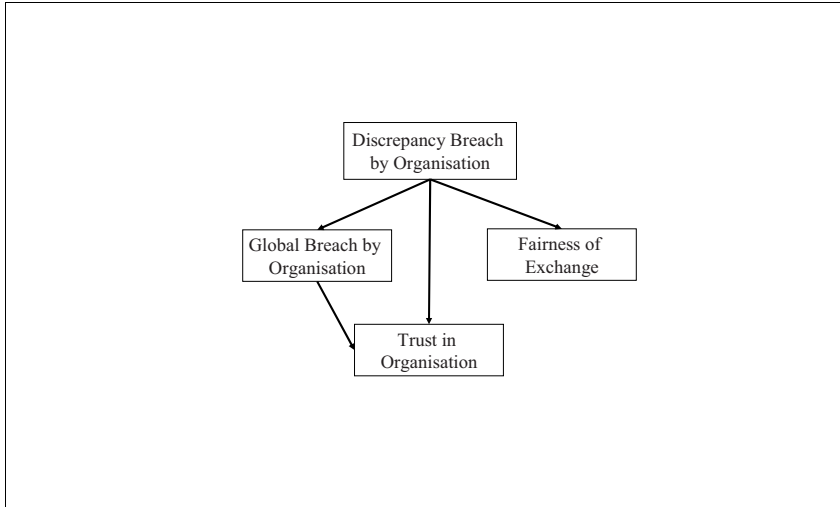 Discrepancy Breach
by Organisation
Global Breach by
Organisation
Fairness of
Exchange
Trust in
Organisation